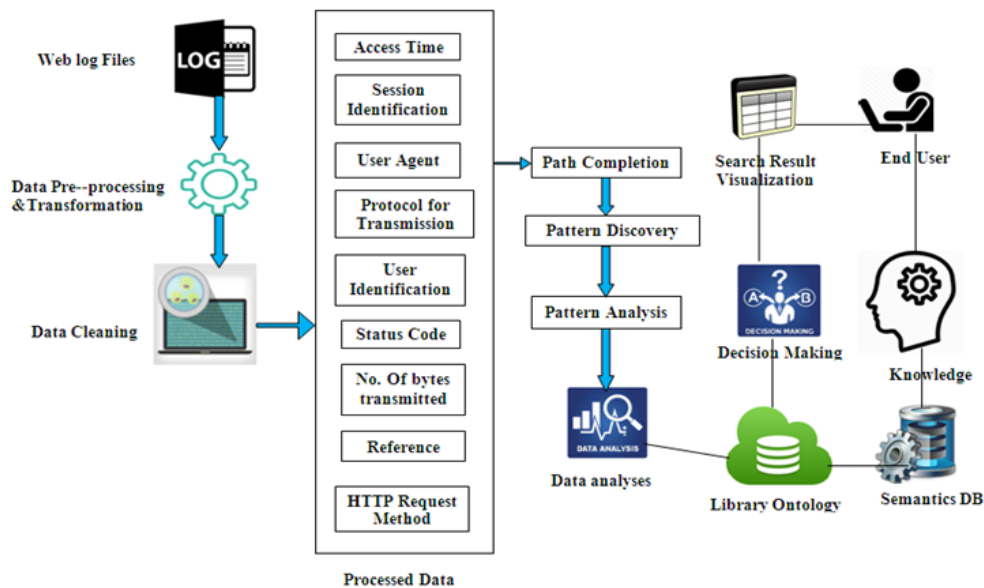 Web log Files
LOG
Data Pre--processing
&Transformation
Data Cleaning
Access Time
Session
Identification
User Agent
Protocol for
Transmission
User
Identification
Status Code
No. Of bytes
transmitted
Reference
HTTP Request
Method
Processed Data
Path Completion
Pattern Discovery
Pattern Analysis
DATA ANALYSIS
Data analyses
Search Result
Visualization
End User
?
A
B
DECISION MAKING
Decision Making
Knowledge
Library Ontology
Semantics DB